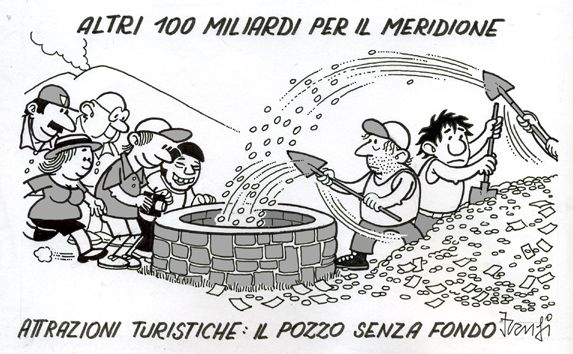 ALTRI 100 MILIARDI PER IL MERIDIONE
ATTRAZIONI TURISTICHE: IL POZZO SENZA FONDO